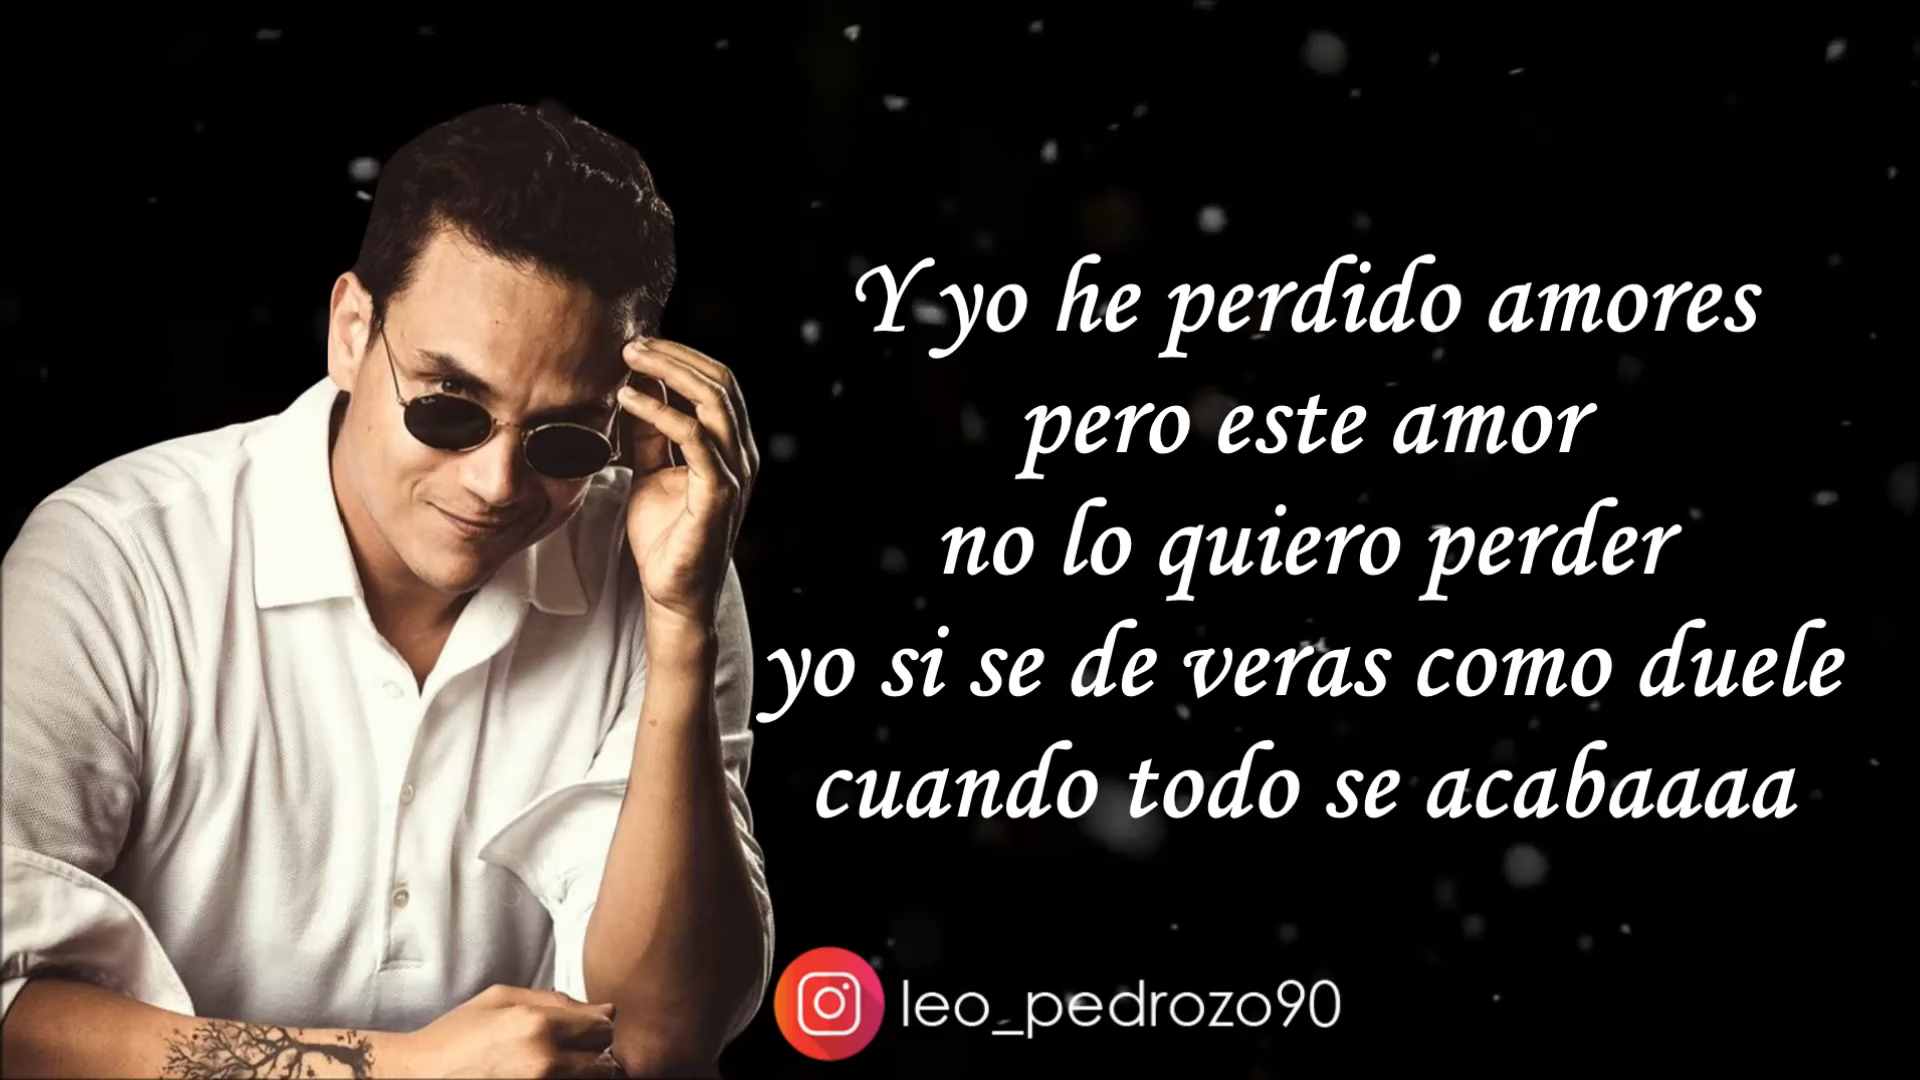 Y yo he perdido amores
pero este amor
no lo quiero perder
yo si se de veras como duele
cuando todo se acabaaaa
leo_pedrozo90